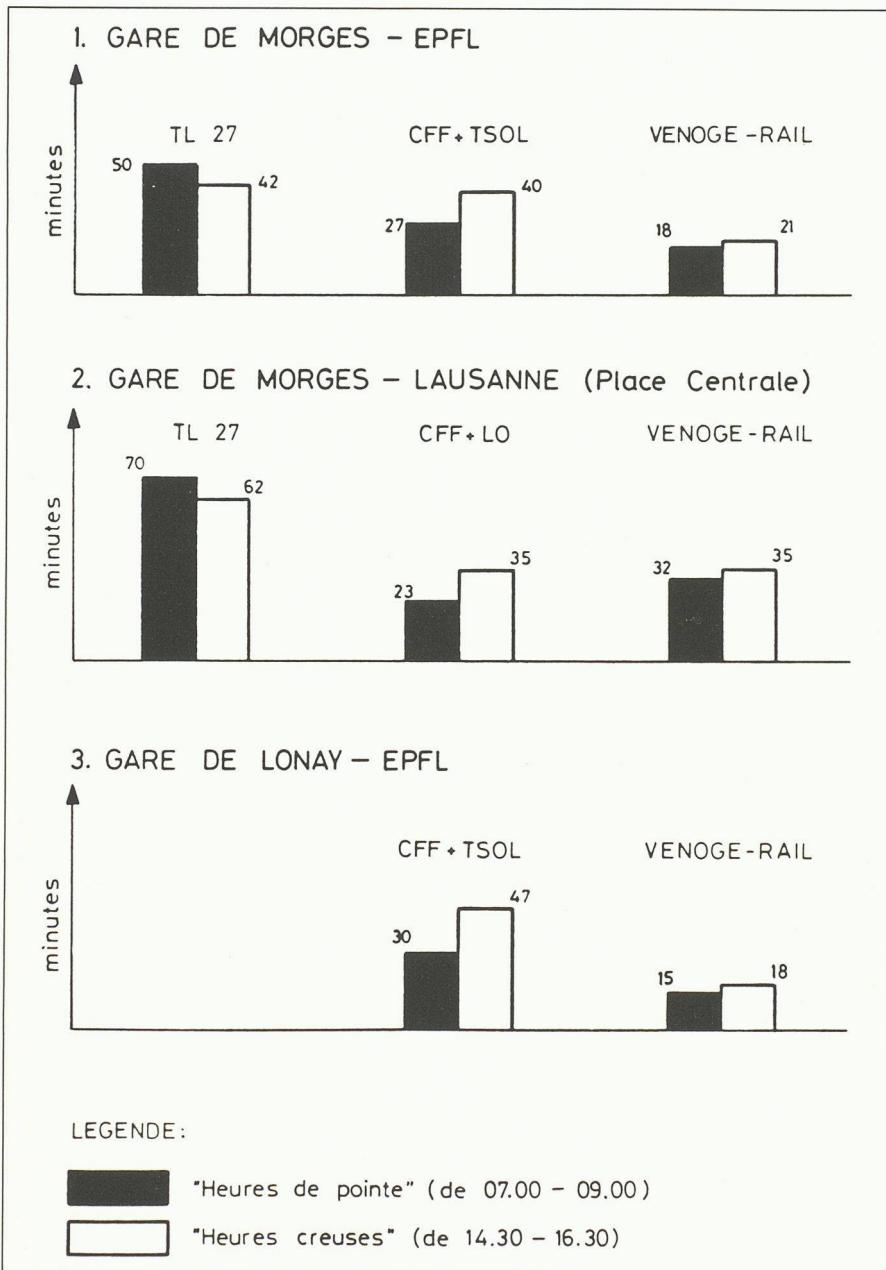 1. GARE DE MORGES – EPFL
minutes
TL 27
CFF+TSOL
VENOGE-RAIL
50
42
27
40
18
21
2. GARE DE MORGES – LAUSANNE (Place Centrale)
minutes
TL 27
CFF+LO
VENOGE-RAIL
70
62
23
35
32
35
3. GARE DE LONAY – EPFL
minutes
CFF+TSOL
VENOGE-RAIL
30
47
15
18
LEGENDE:
"Heures de pointe" (de 07.00 – 09.00)
"Heures creuses" (de 14.30 – 16.30)